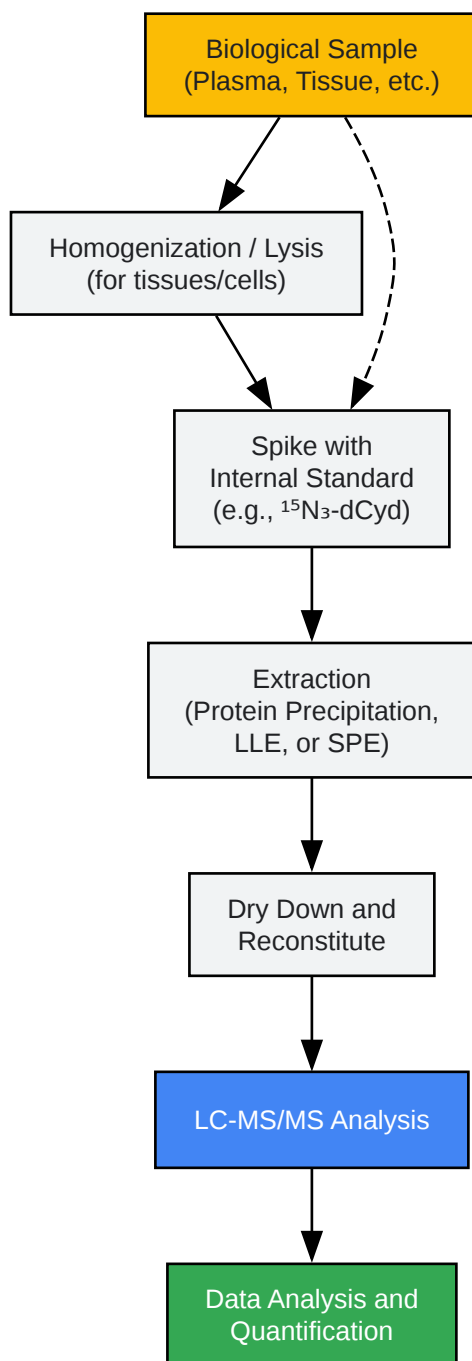 Biological Sample
(Plasma, Tissue, etc.)
Homogenization / Lysis
(for tissues/cells)
Spike with
Internal Standard
(e.g., ¹⁵N₃-dCyd)
Extraction
(Protein Precipitation,
LLE, or SPE)
Dry Down and
Reconstitute
LC-MS/MS Analysis
Data Analysis and
Quantification